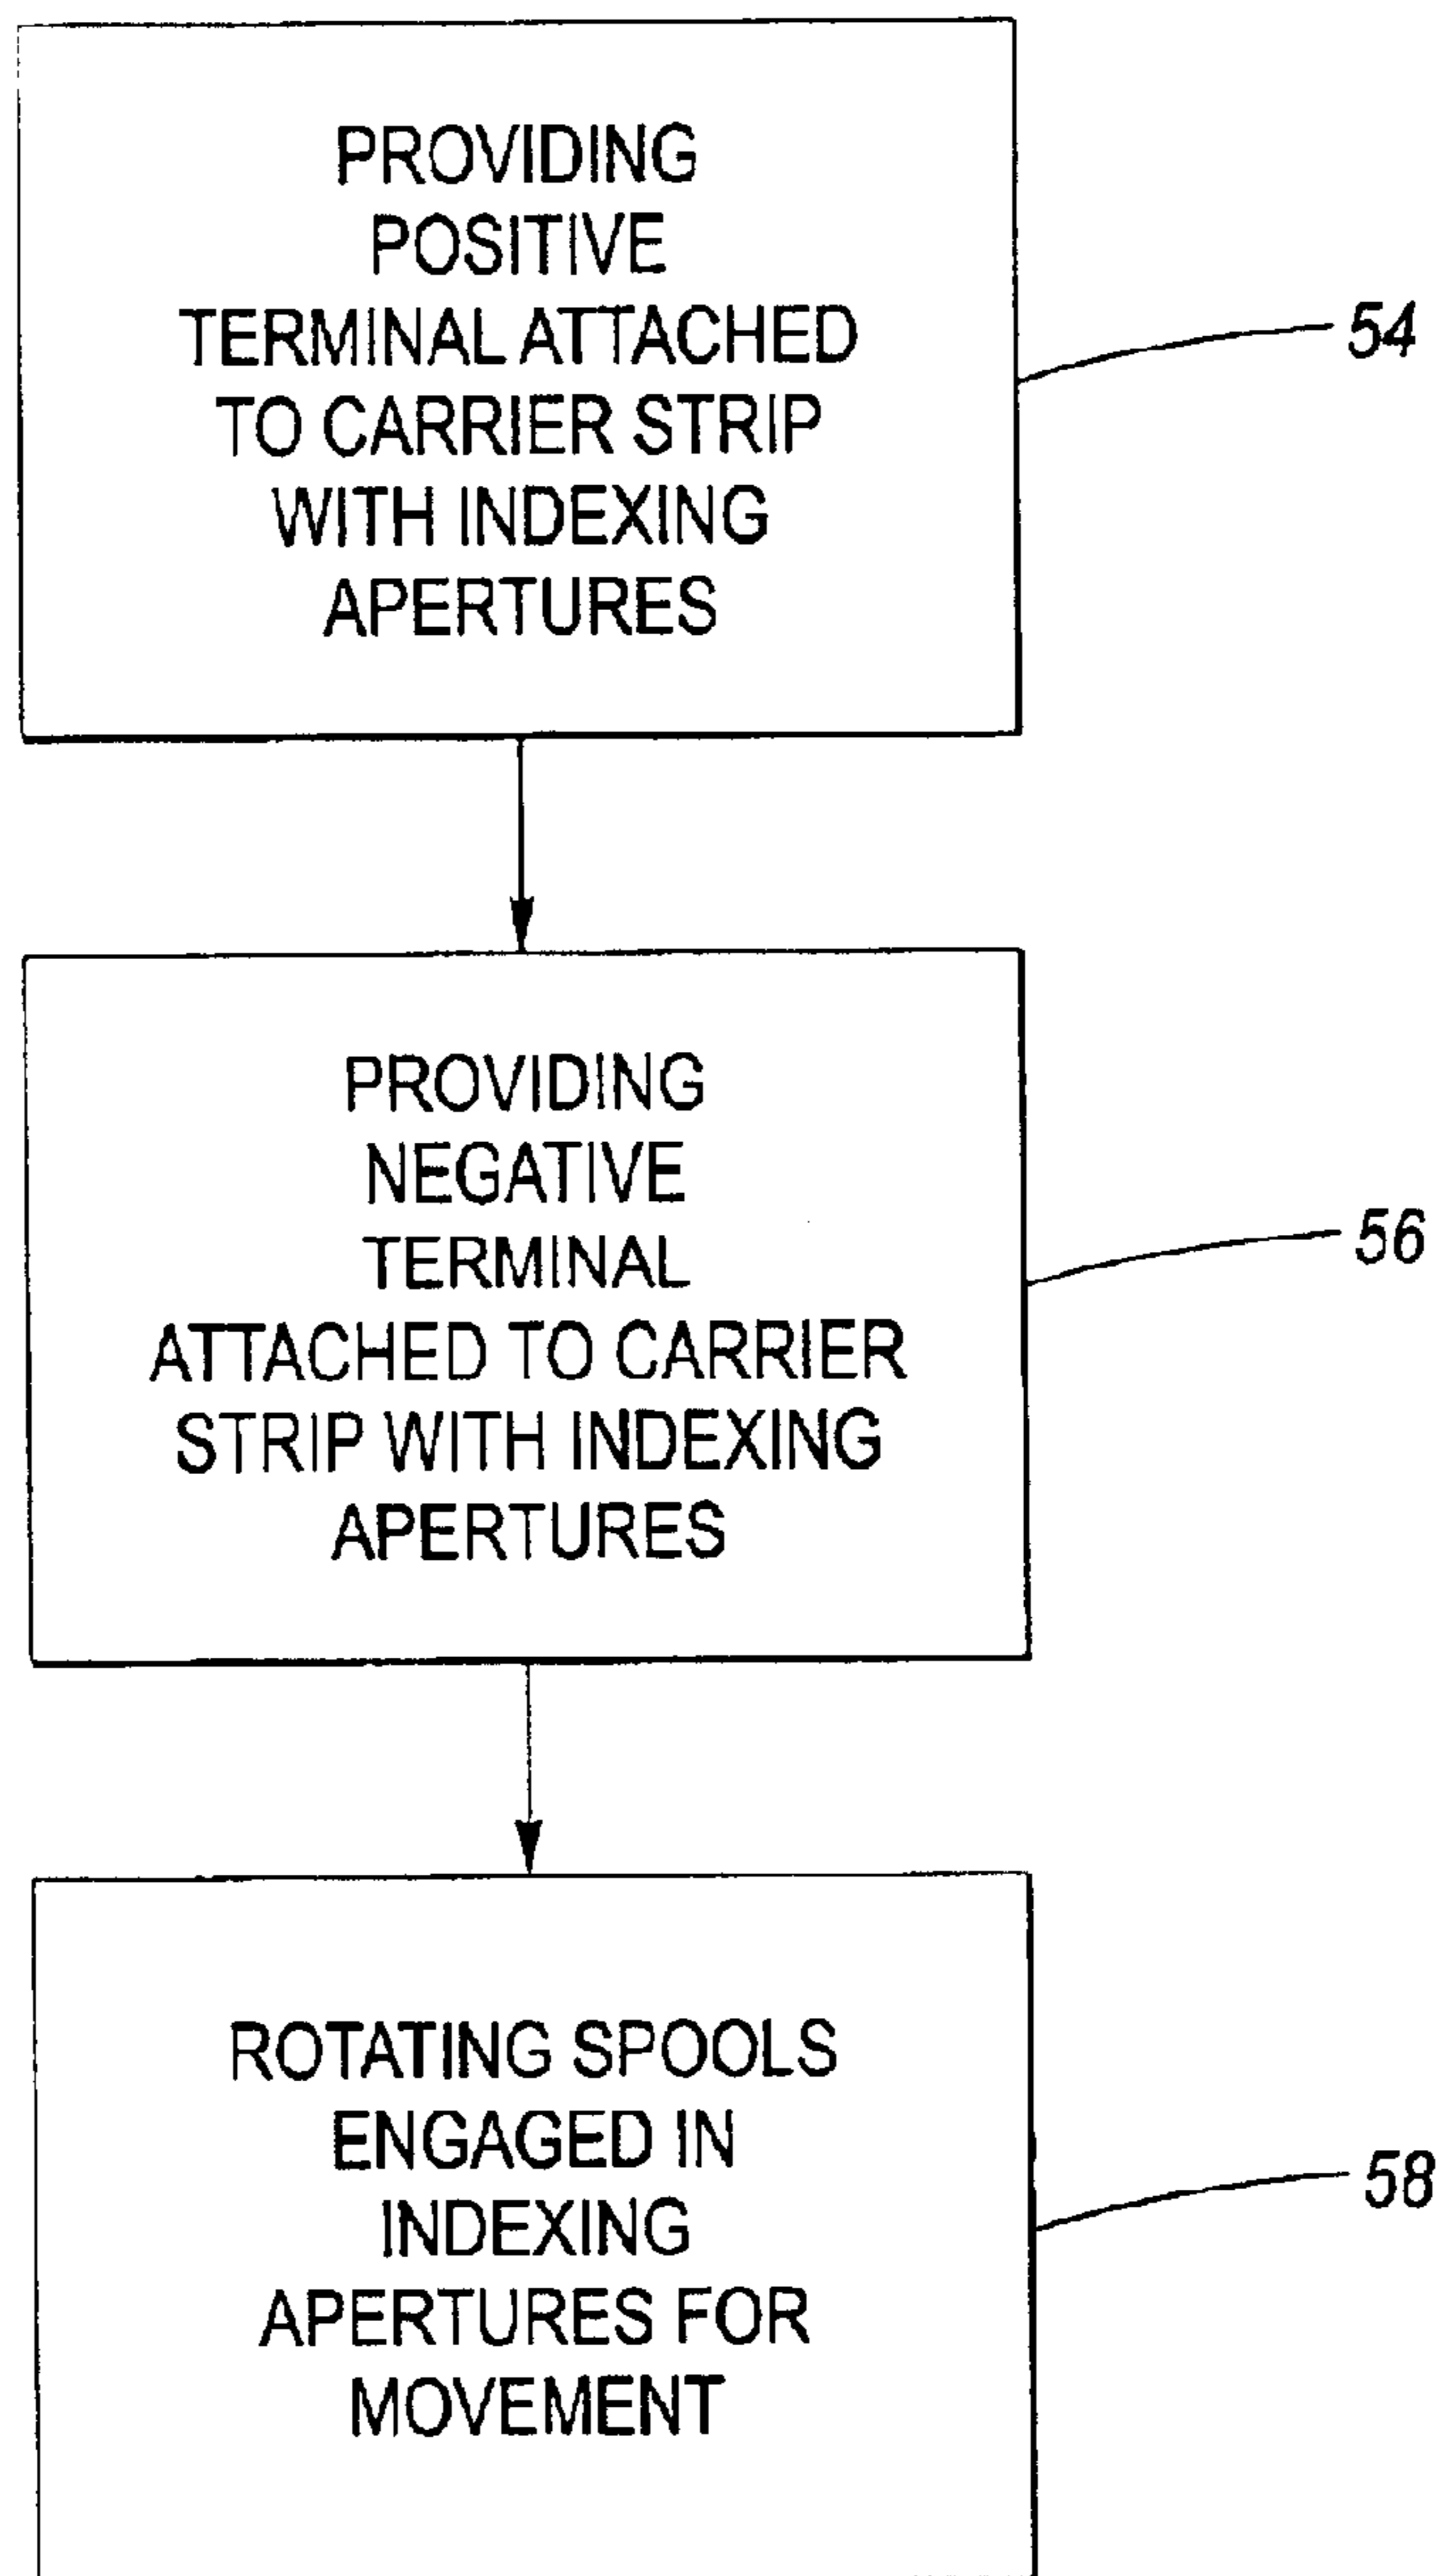 PROVIDING
POSITIVE
TERMINAL ATTACHED
TO CARRIER STRIP
WITH INDEXING
APERTURES
54
PROVIDING
NEGATIVE
TERMINAL
ATTACHED TO CARRIER
STRIP WITH INDEXING
APERTURES
56
ROTATING SPOOLS
ENGAGED IN
INDEXING
APERTURES FOR
MOVEMENT
58